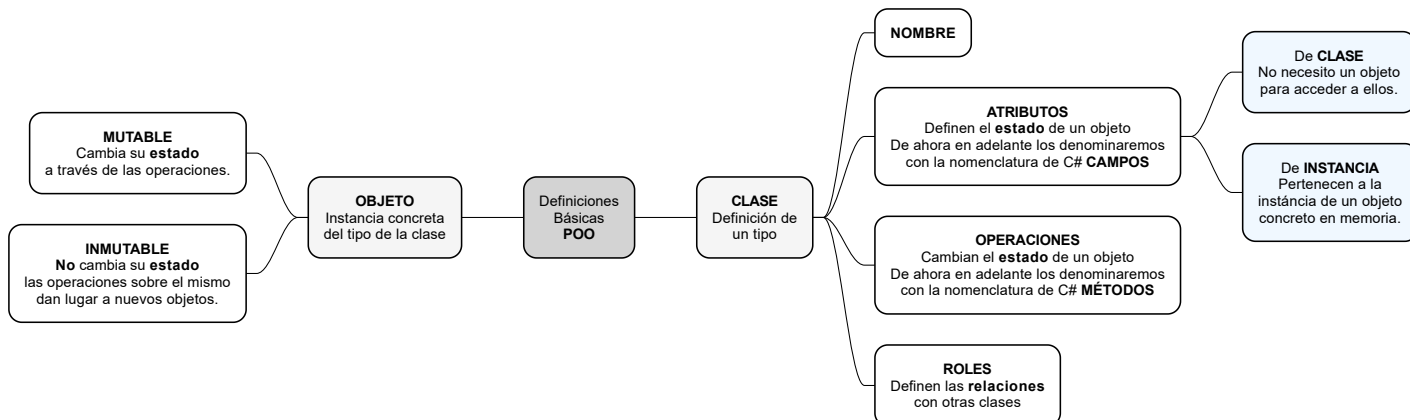 NOMBRE
De CLASE
No necesito un objeto
para acceder a ellos.
ATRIBUTOS
Definen el estado de un objeto
De ahora en adelante los denominaremos
con la nomenclatura de C# CAMPOS
MUTABLE
Cambia su estado
a través de las operaciones.
De INSTANCIA
Pertenecen a la
instáncia de un objeto
concreto en memoria.
OBJETO
Instancia concreta
del tipo de la clase
Definiciones
Básicas
POO
CLASE
Definición de
un tipo
INMUTABLE
No cambia su estado
las operaciones sobre el mismo
dan lugar a nuevos objetos.
OPERACIONES
Cambian el estado de un objeto
De ahora en adelante los denominaremos
con la nomenclatura de C# MÉTODOS
ROLES
Definen las relaciones
con otras clases